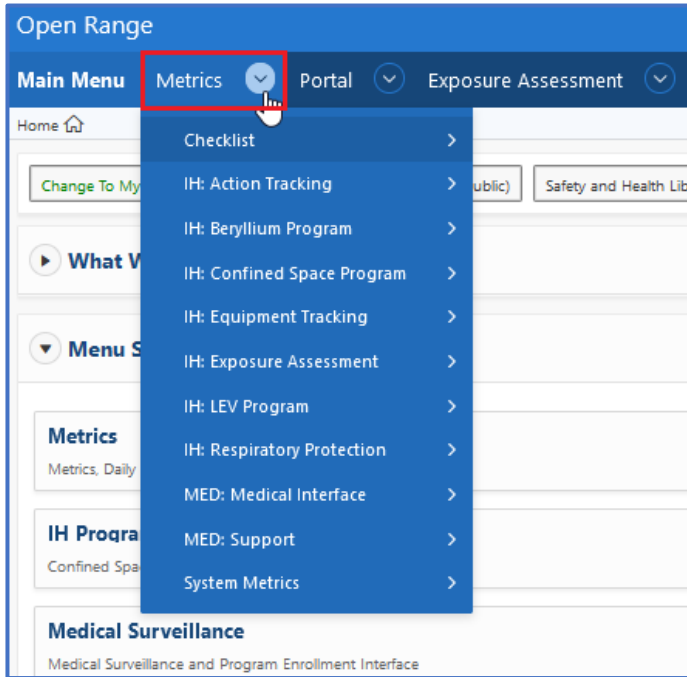 Open Range
Main Menu Metrics Portal Exposure Assessment
Home
Change To My ublic) Safety and Health Lib
Checklist
IH: Action Tracking
IH: Beryllium Program
IH: Confined Space Program
IH: Equipment Tracking
IH: Exposure Assessment
IH: LEV Program
IH: Respiratory Protection
MED: Medical Interface
MED: Support
System Metrics
What W
Menu S
Metrics
Metrics, Daily
IH Progra
Confined Spa
Medical Surveillance
Medical Surveillance and Program Enrollment Interface